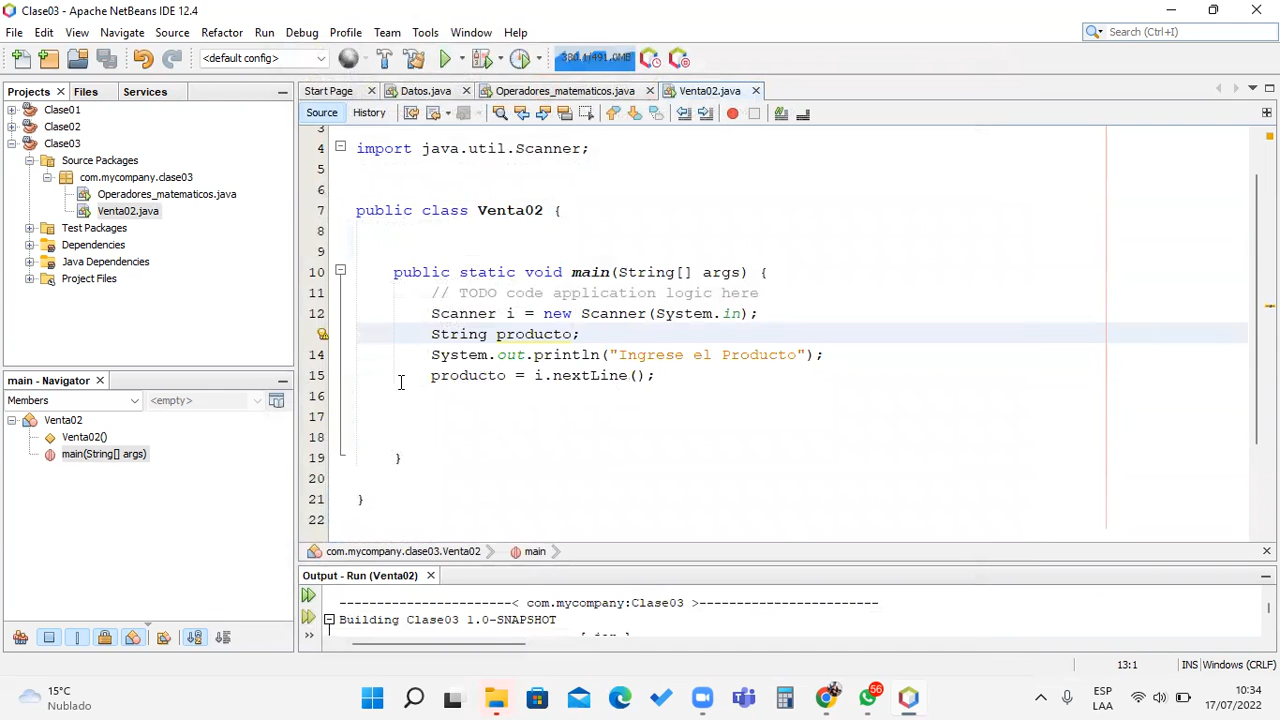 Clase03 - Apache NetBeans IDE 12.4
File Edit View Navigate Source Refactor Run Debug Profile Team Tools Window Help
Search (Ctrl+I)
<default config>
380.1/491.0MB
Projects Files Services
Start Page Datos.java Operadores_matematicos.java Venta02.java
Source History
Clase01
Clase02
Clase03
Source Packages
com.mycompany.clase03
Operadores_matematicos.java
Venta02.java
Test Packages
Dependencies
Java Dependencies
Project Files
3
4 import java.util.Scanner;
5
6
7 public class Venta02 {
8
9
10 public static void main(String[] args) {
11 // TODO code application logic here
12 Scanner i = new Scanner(System.in);
String producto;
14 System.out.println("Ingrese el Producto");
15 producto = i.nextLine();
16
17
18
19 }
20
21 }
22
main - Navigator
Members <empty>
Venta02
Venta02()
main(String[] args)
com.mycompany.clase03.Venta02 main
Output - Run (Venta02)
-----------------------< com.mycompany:Clase03 >------------------------
Building Clase03 1.0-SNAPSHOT
13:1 INS Windows (CRLF)
15°C
Nublado
56
ESP
LAA
10:34
17/07/2022